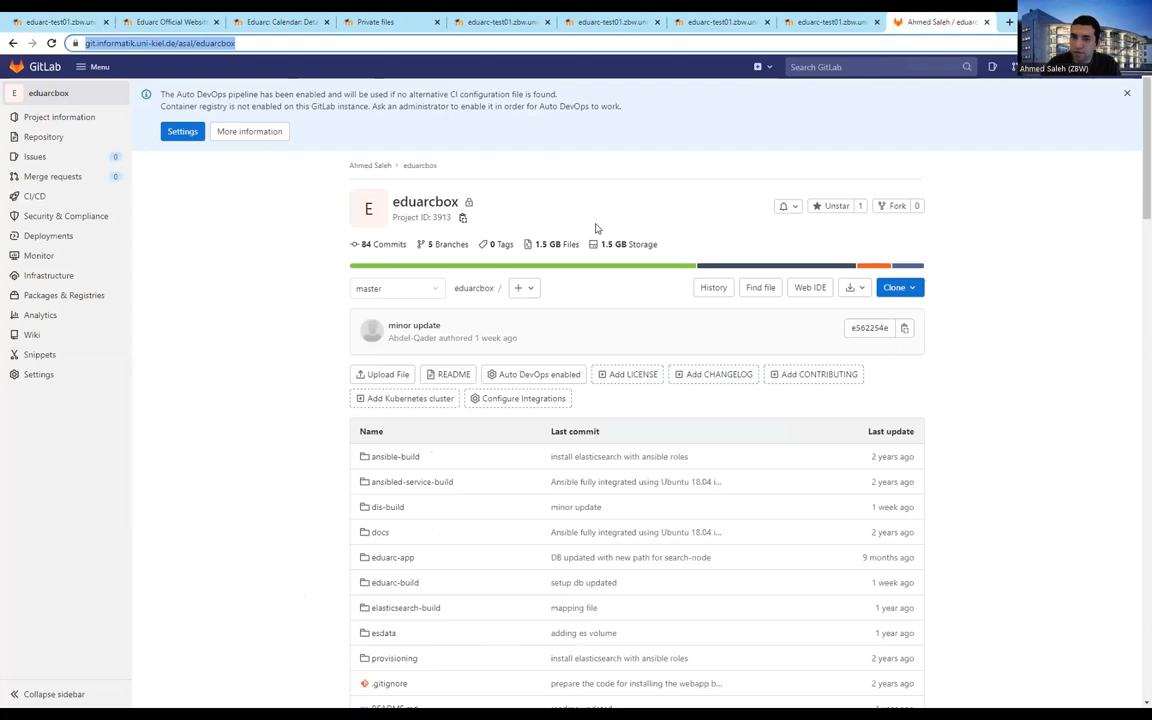 eduarc-test01.zbw.uni
Eduarc Official Website
Eduarc: Calendar: Deta
Private files
eduarc-test01.zbw.uni
eduarc-test01.zbw.uni
eduarc-test01.zbw.uni
eduarc-test01.zbw.uni
Ahmed Saleh / eduarc
git.informatik.uni-kiel.de/asal/eduarcbox
Ahmed Saleh (ZBW)
GitLab
Menu
Search GitLab
E eduarcbox
Project information
Repository
Issues 0
Merge requests 0
CI/CD
Security & Compliance
Deployments
Monitor
Infrastructure
Packages & Registries
Analytics
Wiki
Snippets
Settings
Collapse sidebar
The Auto DevOps pipeline has been enabled and will be used if no alternative CI configuration file is found.
Container registry is not enabled on this GitLab instance. Ask an administrator to enable it in order for Auto DevOps to work.
Settings More information
Ahmed Saleh › eduarcbox
E
eduarcbox
Project ID: 3913
Unstar 1 Fork 0
84 Commits 5 Branches 0 Tags 1.5 GB Files 1.5 GB Storage
master eduarcbox / + History Find file Web IDE Clone
minor update
Abdel-Qader authored 1 week ago
e562254e
Upload File README Auto DevOps enabled Add LICENSE Add CHANGELOG Add CONTRIBUTING
Add Kubernetes cluster Configure Integrations
Name Last commit Last update
ansible-build install elasticsearch with ansible roles 2 years ago
ansibled-service-build Ansible fully integrated using Ubuntu 18.04 i... 2 years ago
dis-build minor update 1 week ago
docs Ansible fully integrated using Ubuntu 18.04 i... 2 years ago
eduarc-app DB updated with new path for search-node 9 months ago
eduarc-build setup db updated 1 week ago
elasticsearch-build mapping file 1 year ago
esdata adding es volume 1 year ago
provisioning install elasticsearch with ansible roles 2 years ago
.gitignore prepare the code for installing the webapp b... 2 years ago